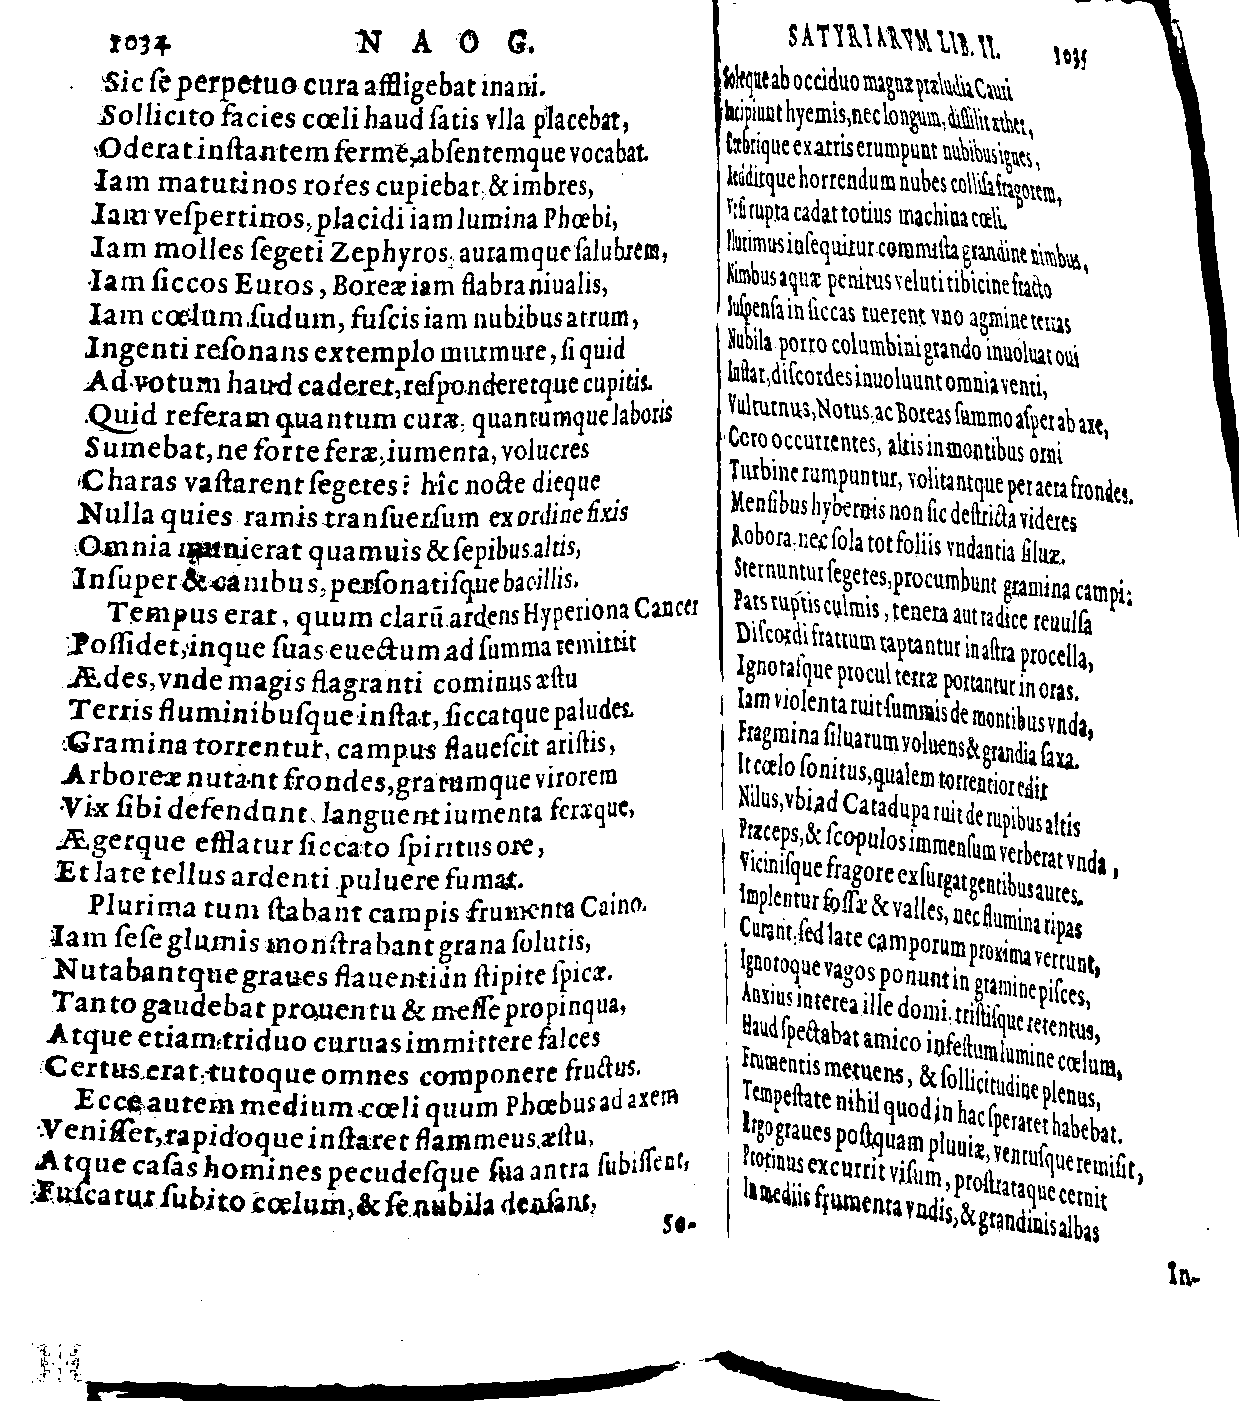 1034 NAOG.
Sic ſe perpetuo cura affligebat inani.
Sollicito facies cœli haud ſatis vlla placebat,
Oderat inſtantem ferme, abſentemque vocabat.
Iam matutinos rores cupiebat & imbres,
Iam veſpertinos, placidi iam lumina Phœbi,
Iam molles ſegeti Zephyros, auramque ſalubrem,
Iam ſiccos Euros, Boreæ iam flabra niualis,
Iam cœlum ſudum, fuſcis iam nubibus atrum,
Ingenti reſonans extemplo murmure, ſi quid
Ad votum haud caderet, reſponderetque cupitis.
Quid referam quantum curæ, quantumque laboris
Sumebat, ne forte feræ, iumenta, volucres
Charas vaſtarent ſegetes? hîc nocte dieque
Nulla quies ramis tranſuerſum ex ordine fixis
Omnia munierat quamuis & ſepibus altis,
Inſuper & canibus, perſonatiſque bacillis.
Tempus erat, quum clarū ardens Hyperiona Cancer
Poſſidet, inque ſuas euectum ad ſumma remittit
Ædes, vnde magis flagranti cominus æſtu
Terris fluminibuſque inſtat, ſiccatque paludes.
Gramina torrentur, campus flaueſcit ariſtis,
Arboreæ nutant frondes, gratumque virorem
Vix ſibi defendunt, languent iumenta feræque,
Ægerque efflatur ſiccato ſpiritus ore,
Et late tellus ardenti puluere fumat.
Plurima tum ſtabant campis frumenta Caino.
Iam ſeſe glumis monſtrabant grana ſolutis,
Nutabantque graues flauenti in ſtipite ſpicæ.
Tanto gaudebat prouentu & meſſe propinqua,
Atque etiam triduo curuas immittere falces
Certus erat, tutoque omnes componere fructus.
Ecce autem medium cœli quum Phœbus ad axem
Veniſſet, rapidoque inſtaret flammeus æſtu,
Atque caſas homines pecudeſque ſua antra ſubiſſent,
Fuſcatur ſubito cœlum, & ſe nubila denſant,
So-
SATYRIARVM LIB. II. 1035
Soleque ab occiduo magna præludia Cauri
Incipiunt hyemis, nec longum, diſſilit æther,
Crebrique ex atris erumpunt nubibus ignes,
Redditque horrendum nubes colliſa fragorem,
Vt ſi rupta cadat totius machina cœli.
Plurimus inſequitur commiſta grandine nimbus,
Nimbus aquæ penitus veluti tibicine fracto
Suſpenſa in ſiccas ruerent vno agmine terras
Nubila porro columbini grando inuoluat oui
Inſtar, diſcordes inuoluunt omnia venti,
Vulturnus, Notus, ac Boreas ſummo aſper ab axe,
Coro occurrentes, altis in montibus orni
Turbine rumpuntur, volitantque per aera frondes.
Menſibus hybernis non ſic deſtricta videres
Robora, nec ſola tot foliis vndantia ſiluæ.
Sternuntur ſegetes, procumbunt gramina campi:
Pars ruptis culmis, tenera aut radice reuulſa
Diſcordi fratrum raptantur in aſtra procella,
Ignotaſque procul terræ portantur in oras.
Iam violenta ruit ſummis de montibus vnda,
Fragmina ſiluarum voluens & grandia ſaxa.
It cœlo ſonitus, qualem torrentior edit
Nilus, vbi ad Catadupa ruit de rupibus altis
Præceps, & ſcopulos immenſum verberat vnda,
Viciniſque fragore exſurgat gentibus aures.
Implentur foſſæ & valles, nec flumina ripas
Curant, ſed late camporum proxima verrunt,
Ignotoque vagos ponunt in gramine piſces,
Anxius interea ille domi, triſtiſque retentus,
Haud ſpectabat amico infeſtum lumine cœlum,
Frumentis metuens, & ſollicitudine plenus,
Tempeſtate nihil quod in hac ſperaret habebat.
Ergo graues poſtquam pluuiæ, ventuſque remiſit,
Protinus excurrit viſum, proſtrataque cernit
In mediis frumenta vndis, & grandinis albas
In-